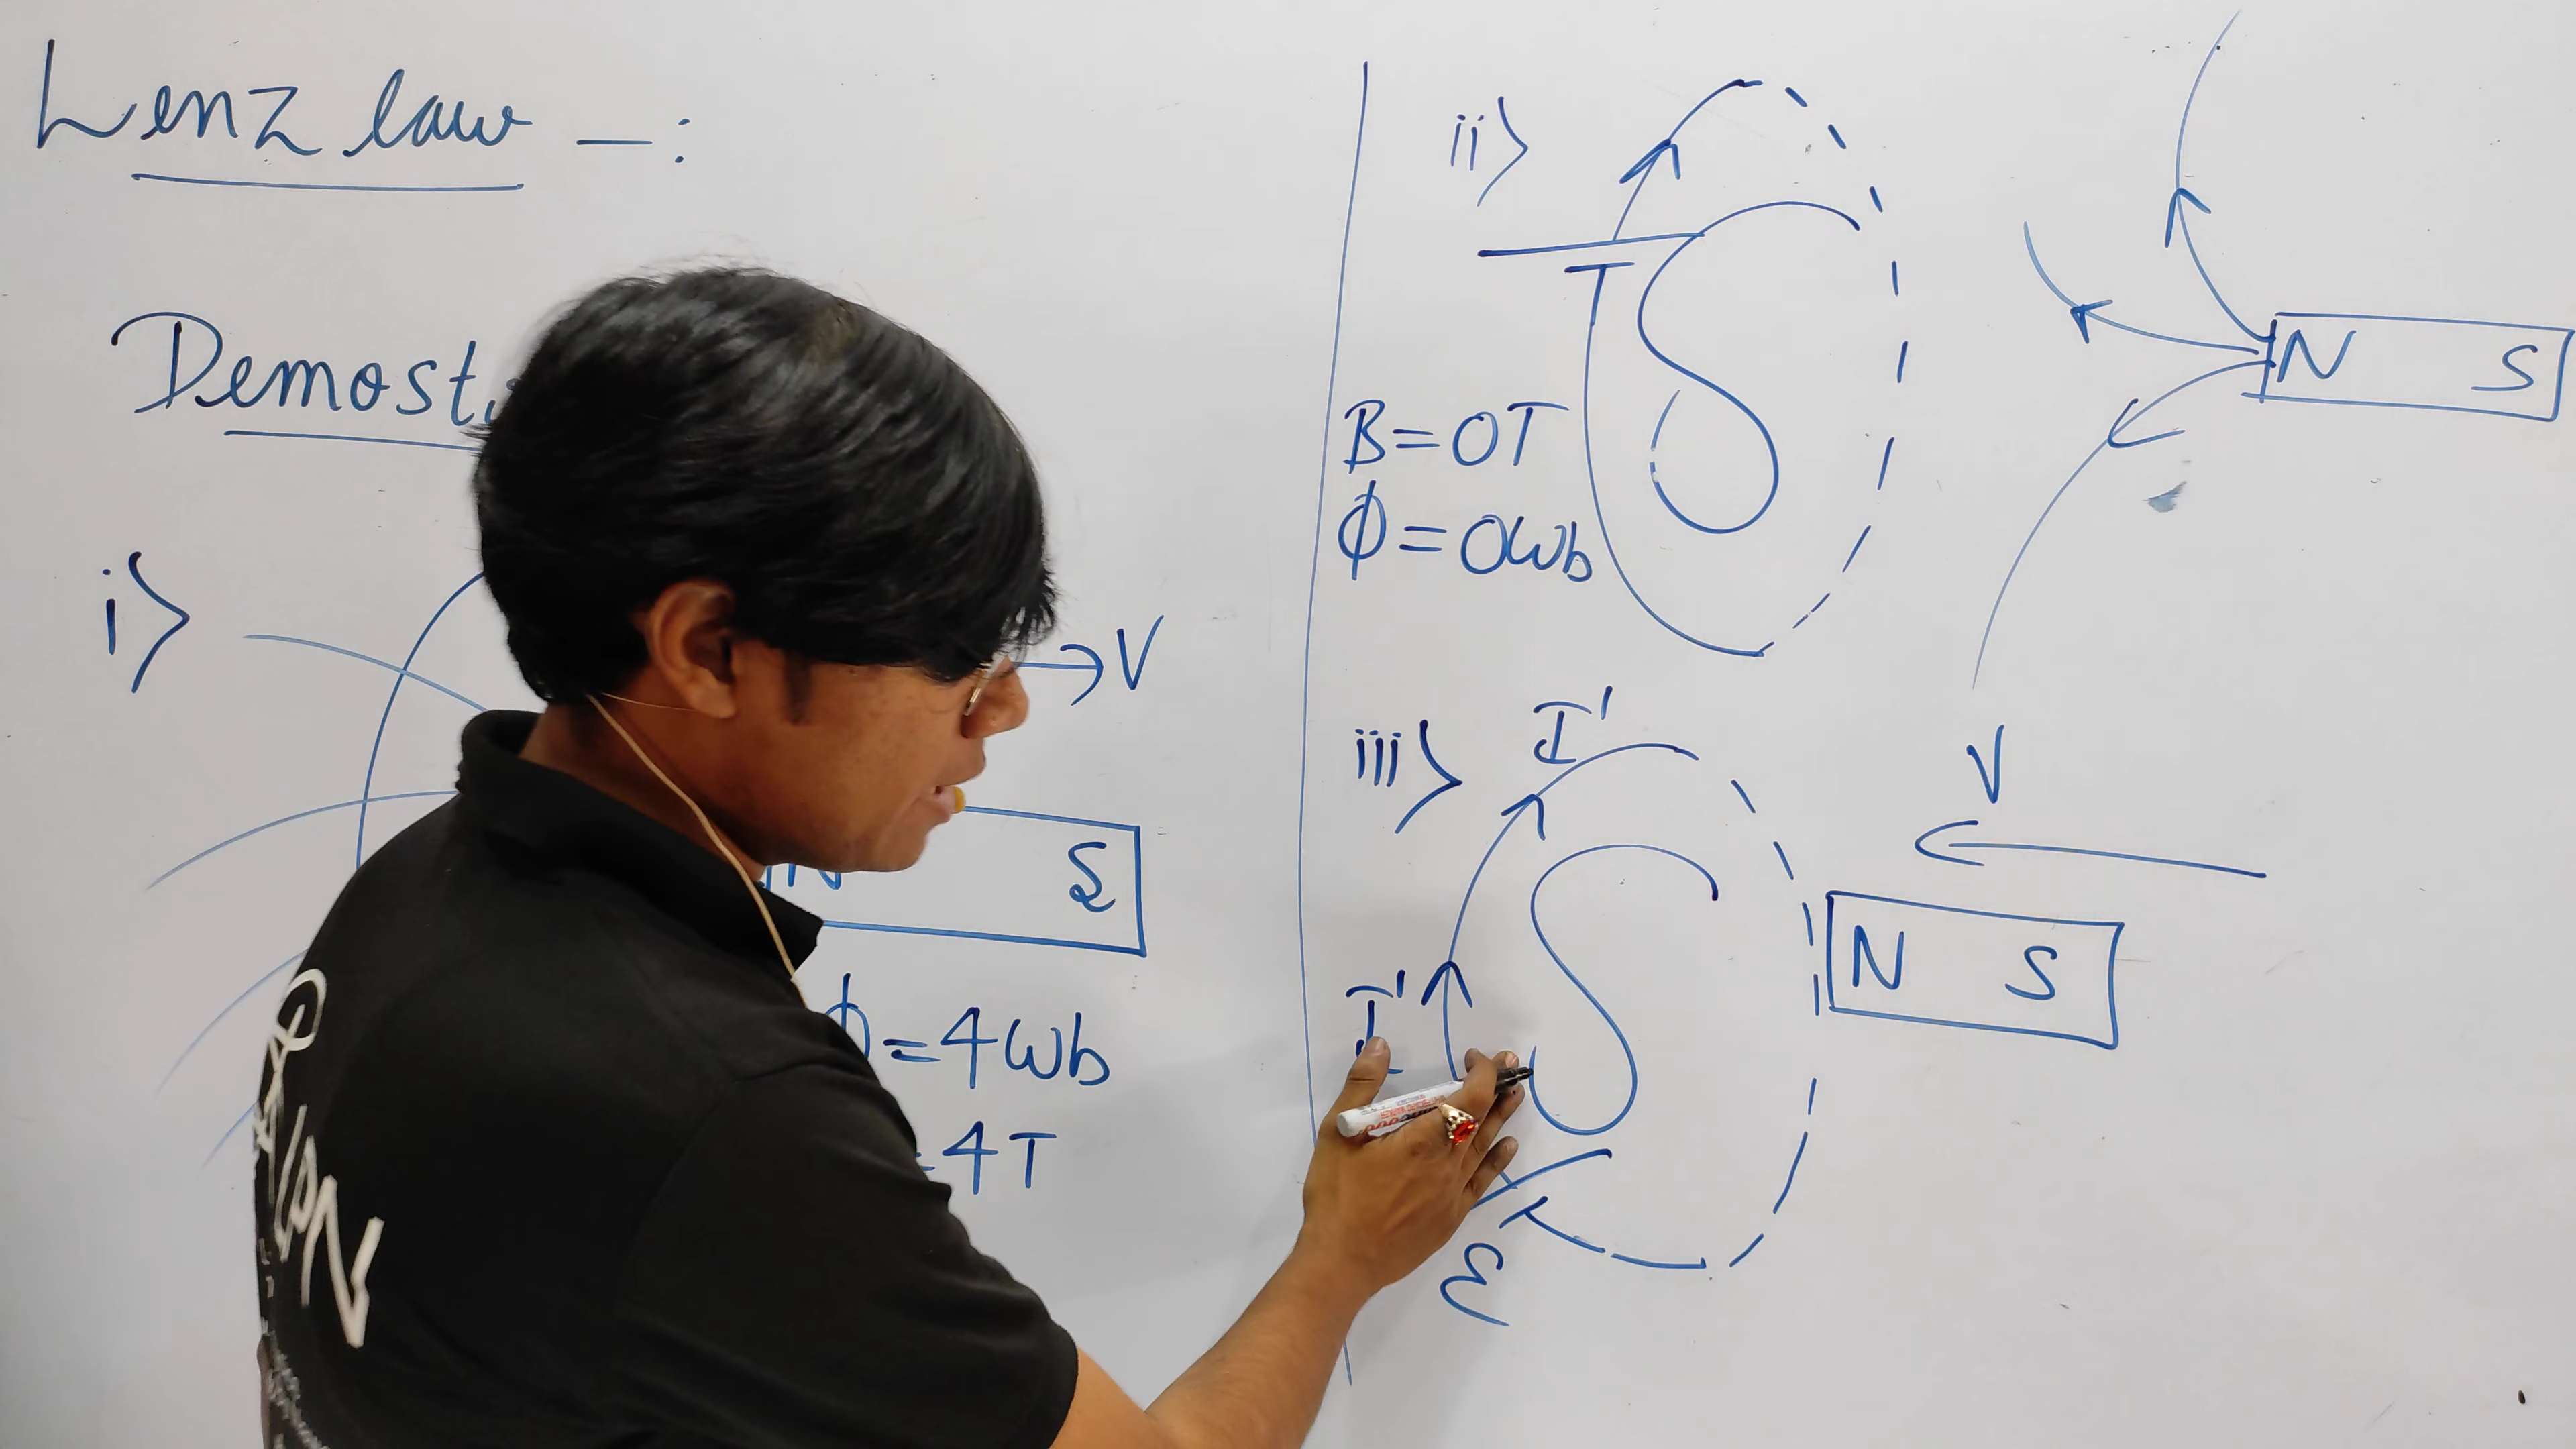 Lenz law -:
Demost
i>
V
S
ϕ=4wb
=4T
ii>
S
B=0T
ϕ=0wb
N S
iii>
I'
S
I'
ε
V
N S